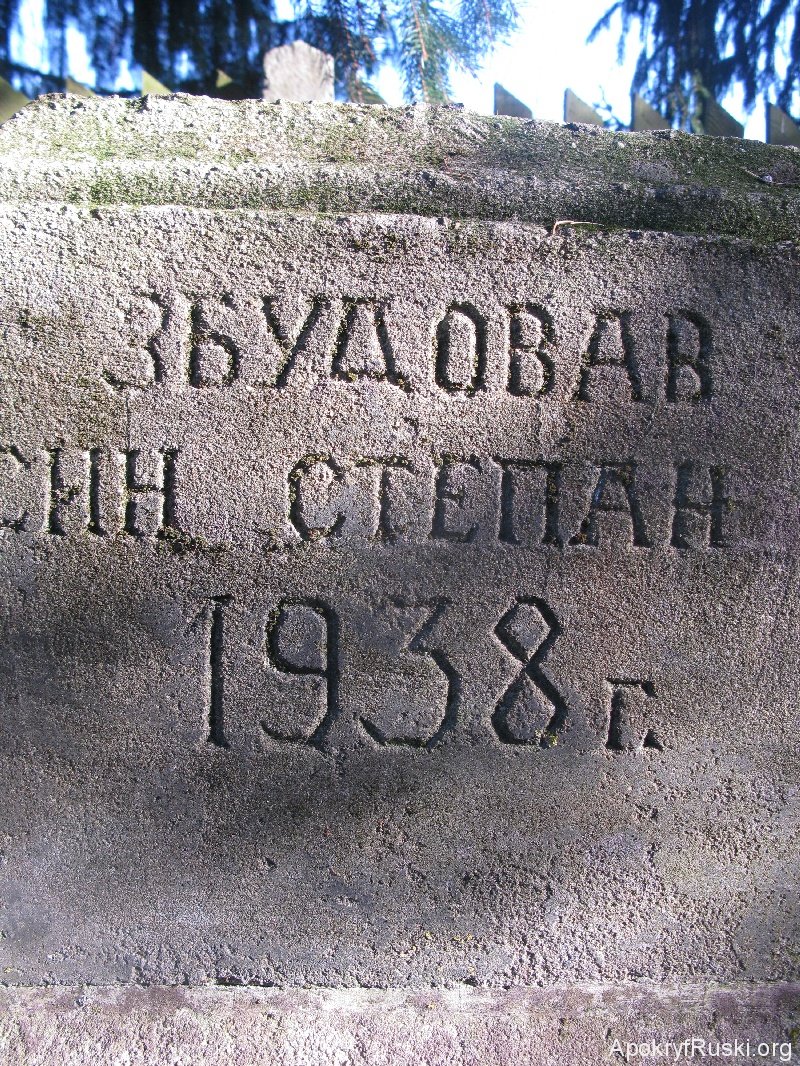 ЗБУДОВАВ
СИН СТЕПАН
1938 г.
ApokryfRuski.org